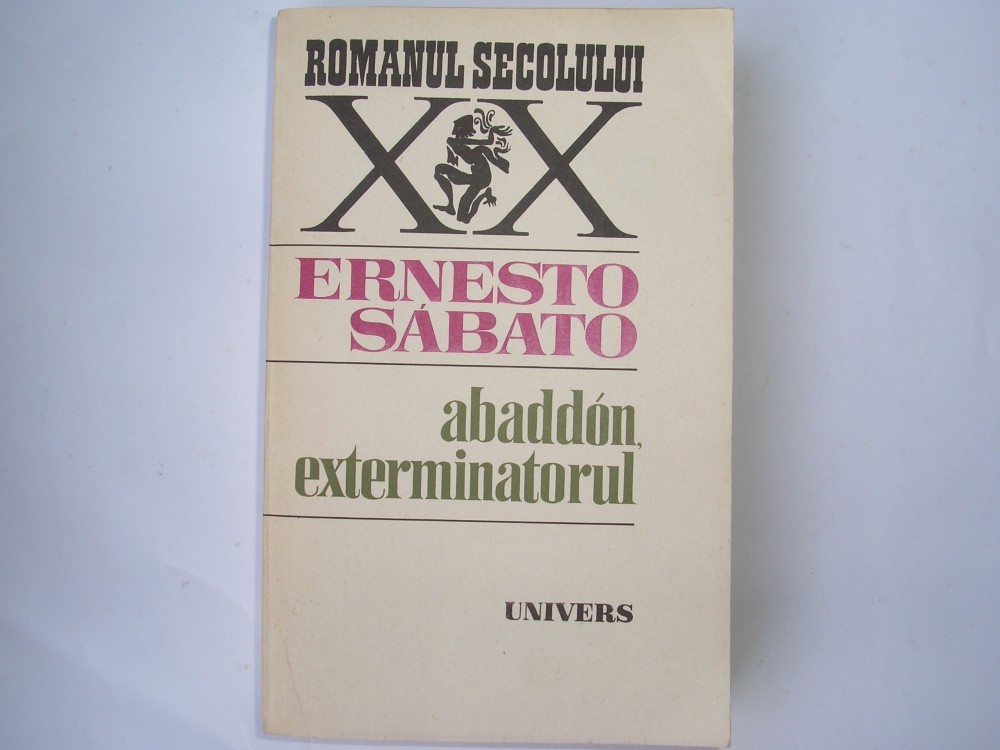 ROMANUL SECOLULUI
XX
ERNESTO
SÁBATO
abaddón,
exterminatorul
UNIVERS